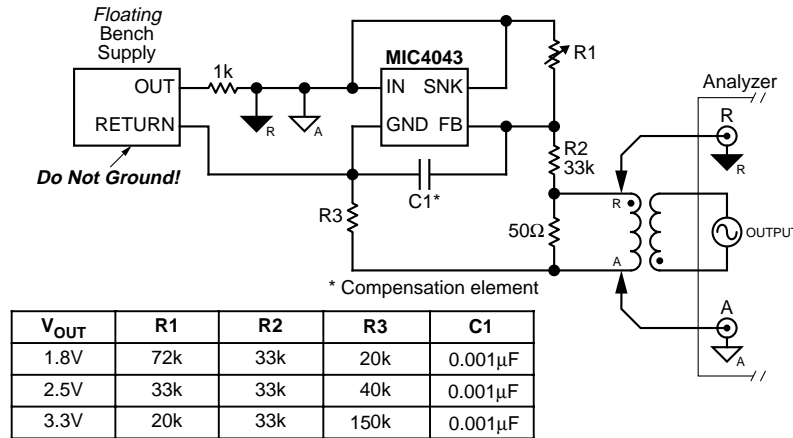 Floating
Bench
Supply
OUT
RETURN
Do Not Ground!
1k
R
A
MIC4043
IN SNK
GND FB
R1
R2
33k
C1*
R3
50Ω
R
A
Analyzer
R
R
OUTPUT
A
A
* Compensation element
VOUT R1 R2 R3 C1
1.8V 72k 33k 20k 0.001µF
2.5V 33k 33k 40k 0.001µF
3.3V 20k 33k 150k 0.001µF